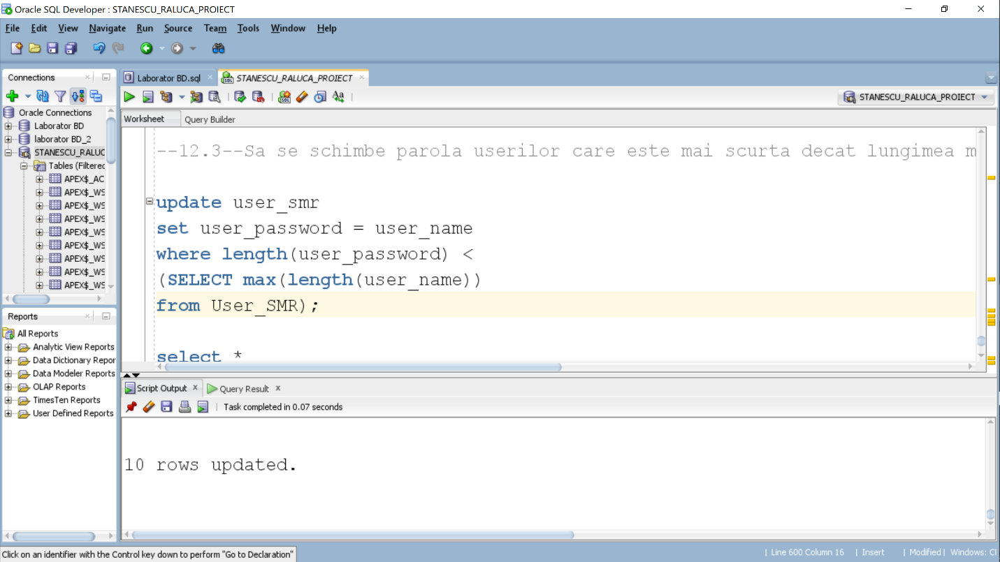 Oracle SQL Developer : STANESCU_RALUCA_PROIECT
File Edit View Navigate Run Source Team Tools Window Help
Connections
Oracle Connections
Laborator BD
laborator BD_2
STANESCU_RALUC
Tables (Filtered
APEX$_AC
APEX$_WS
APEX$_WS
APEX$_WS
APEX$_WS
APEX$_WS
APEX$_WS
APEX$_WS
APEX$_WS
Reports
All Reports
Analytic View Reports
Data Dictionary Repor
Data Modeler Reports
OLAP Reports
TimesTen Reports
User Defined Reports
Laborator BD.sql
STANESCU_RALUCA_PROIECT
STANESCU_RALUCA_PROIECT
Worksheet Query Builder
--12.3--Sa se schimbe parola userilor care este mai scurta decat lungimea m
update user_smr
set user_password = user_name
where length(user_password) <
(SELECT max(length(user_name))
from User_SMR);
select *
Script Output x Query Result x
Task completed in 0.07 seconds
10 rows updated.
Click on an identifier with the Control key down to perform "Go to Declaration"
| Line 600 Column 16 | Insert | Modified | Windows: Cl